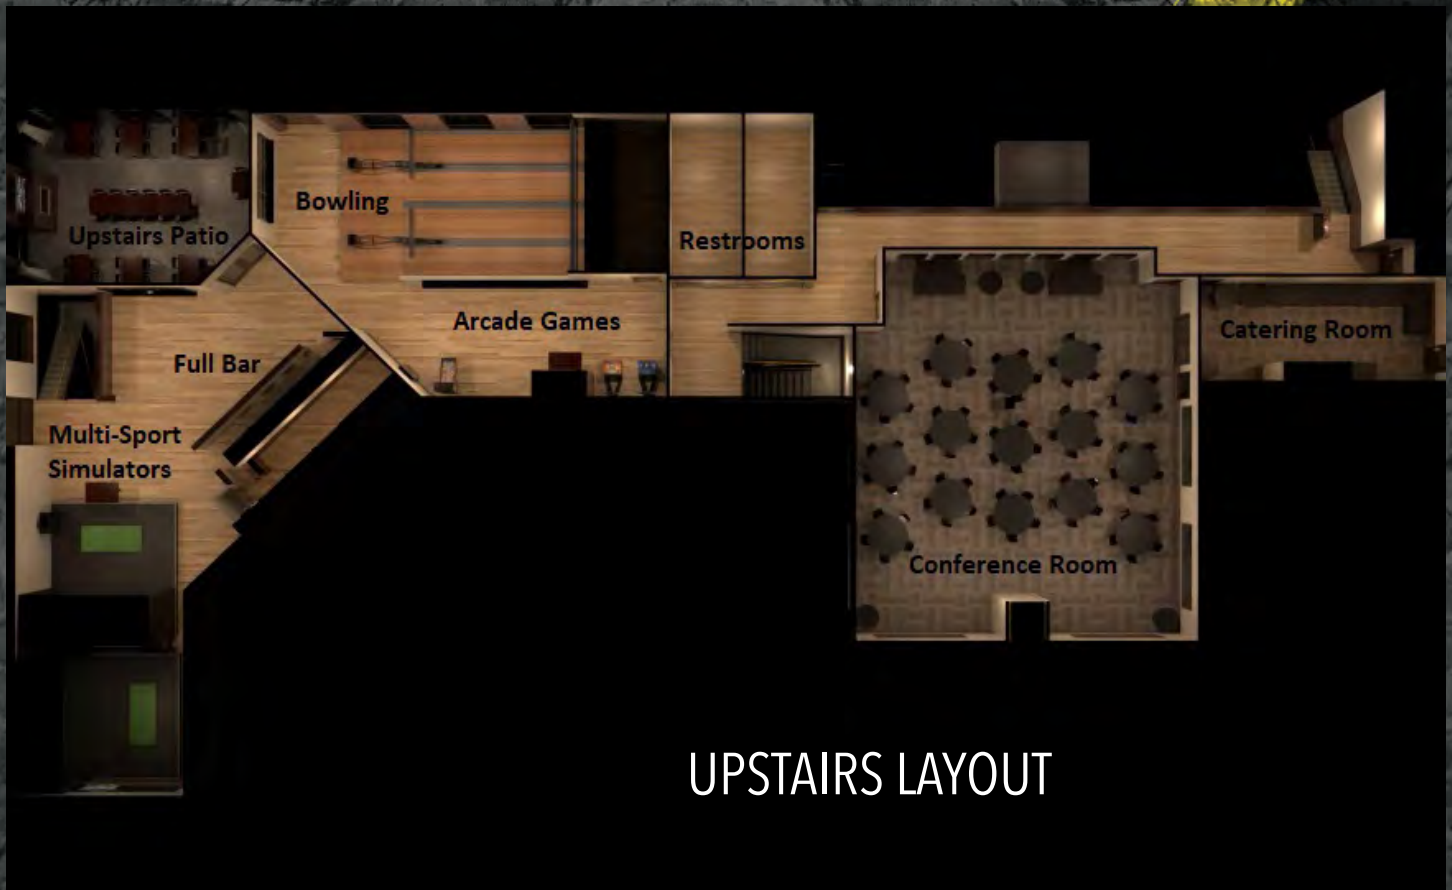 Bowling
Upstairs Patio
Restrooms
Arcade Games
Catering Room
Full Bar
Multi-Sport
Simulators
Conference Room
UPSTAIRS LAYOUT